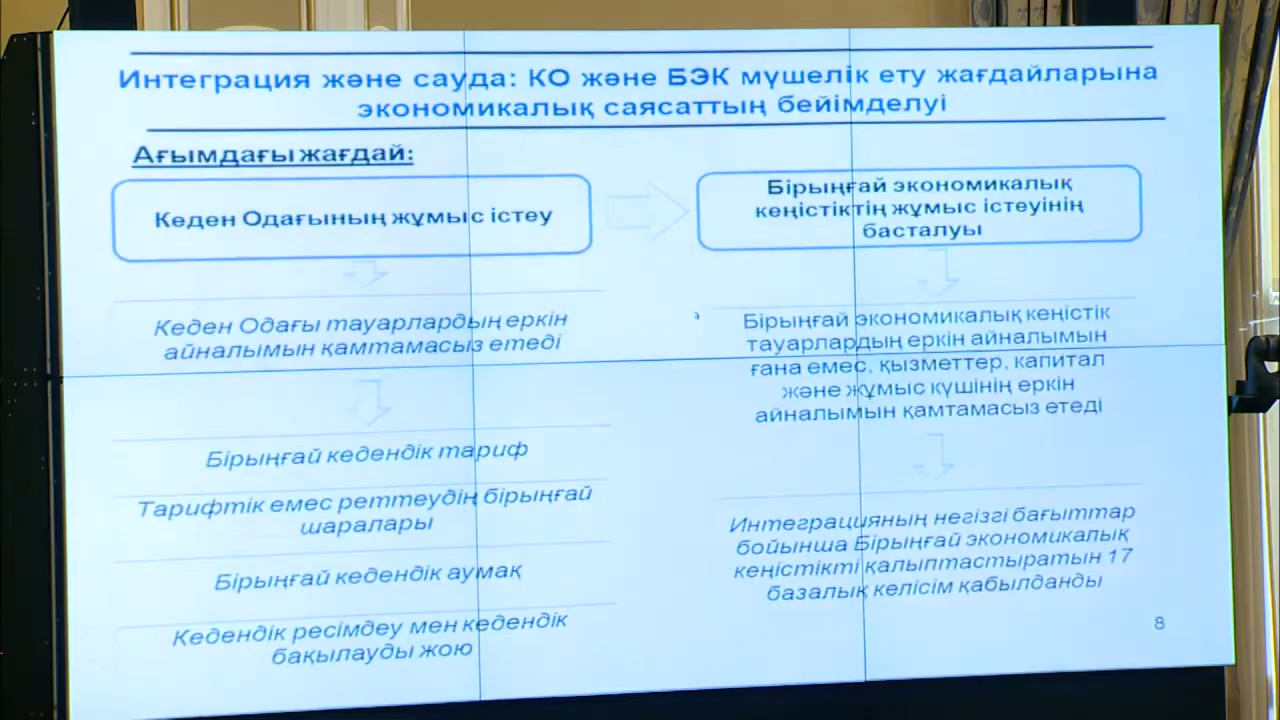 Интеграция және сауда: КО және БЭК мүшелік ету жағдайларына
экономикалық саясаттың бейімделуі
Ағымдағы жағдай:
Кеден Одағының жұмыс істеу
Кеден Одағы тауарлардың еркін
айналымын қамтамасыз етеді
Бірыңғай кедендік тариф
Тарифтік емес реттеудің бірыңғай
шаралары
Бірыңғай кедендік аумақ
Кедендік ресімдеу мен кедендік
бақылауды жою
Бірыңғай экономикалық
кеңістіктің жұмыс істеуінің
басталуы
Бірыңғай экономикалық кеңістік
тауарлардың еркін айналымын
ғана емес, қызметтер, капитал
және жұмыс күшінің еркін
айналымын қамтамасыз етеді
Интеграцияның негізгі бағыттар
бойынша Бірыңғай экономикалық
кеңістікті қалыптастыратын 17
базалық келісім қабылданды
8